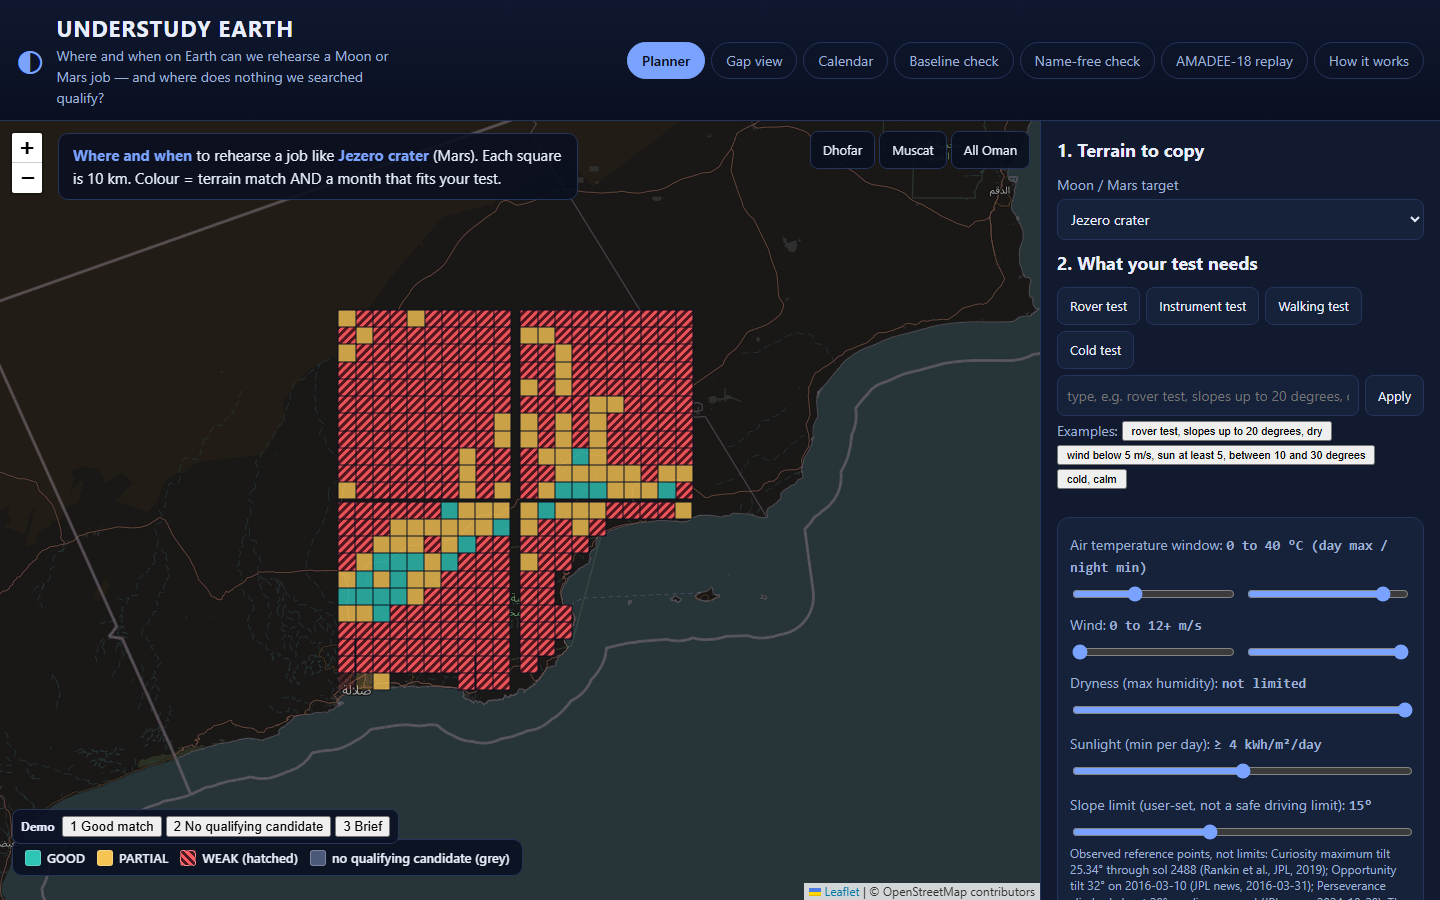 UNDERSTUDY EARTH
Where and when on Earth can we rehearse a Moon or
Mars job — and where does nothing we searched
qualify?
Planner
Gap view
Calendar
Baseline check
Name-free check
AMADEE-18 replay
How it works
+
−
Where and when to rehearse a job like Jezero crater (Mars). Each square
is 10 km. Colour = terrain match AND a month that fits your test.
Dhofar
Muscat
All Oman
الدقم
صلالة
Demo
1 Good match
2 No qualifying candidate
3 Brief
GOOD
PARTIAL
WEAK (hatched)
no qualifying candidate (grey)
Leaflet | © OpenStreetMap contributors
1. Terrain to copy
Moon / Mars target
Jezero crater
2. What your test needs
Rover test
Instrument test
Walking test
Cold test
type, e.g. rover test, slopes up to 20 degrees,
Apply
Examples:
rover test, slopes up to 20 degrees, dry
wind below 5 m/s, sun at least 5, between 10 and 30 degrees
cold, calm
Air temperature window: 0 to 40 °C (day max /
night min)
Wind: 0 to 12+ m/s
Dryness (max humidity): not limited
Sunlight (min per day): ≥ 4 kWh/m²/day
Slope limit (user-set, not a safe driving limit): 15°
Observed reference points, not limits: Curiosity maximum tilt
25.34° through sol 2488 (Rankin et al., JPL, 2019); Opportunity
tilt 32° on 2016-03-10 (JPL news, 2016-03-31); Perseverance